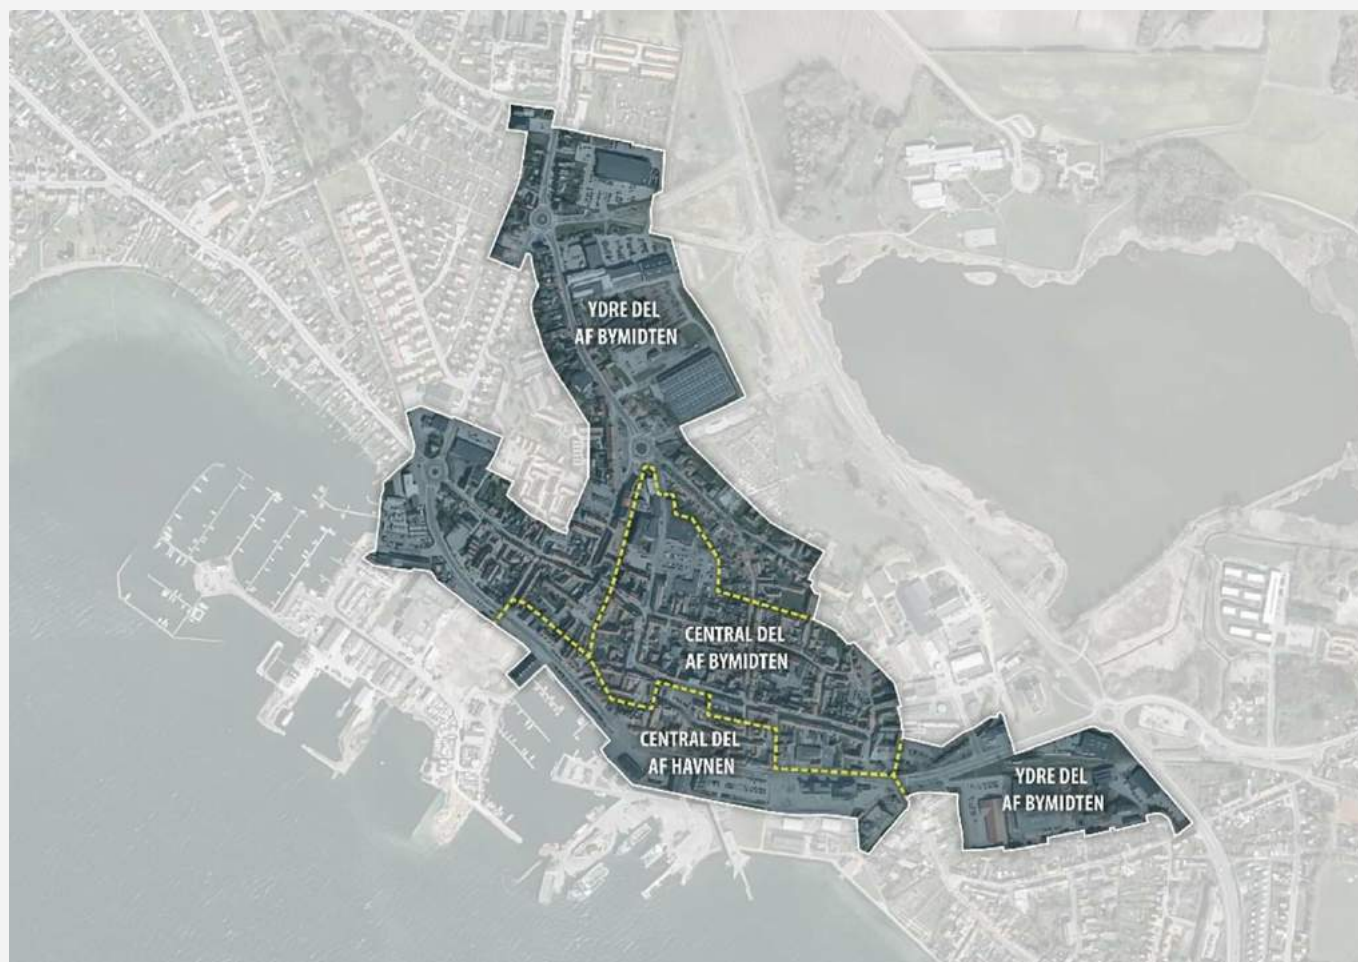 YDRE DEL
AF BYMIDTEN
CENTRAL DEL
AF BYMIDTEN
CENTRAL DEL
AF HAVNEN
YDRE DEL
AF BYMIDTEN